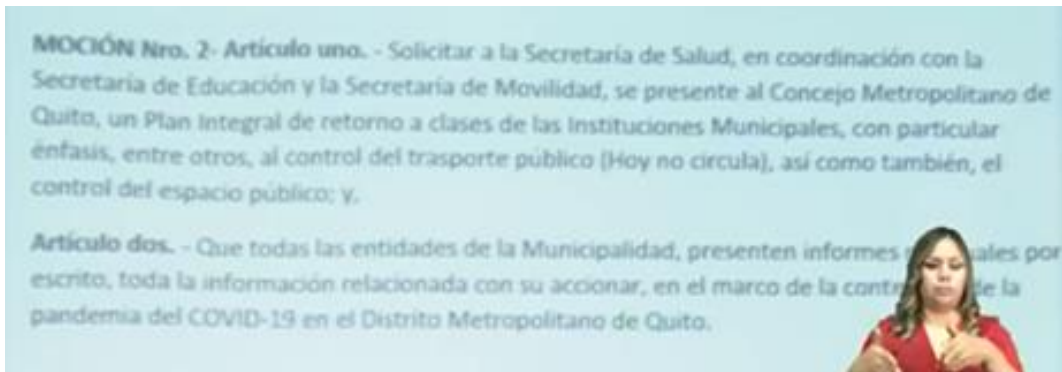 MOCIÓN Nro. 2- Artículo uno. - Solicitar a la Secretaría de Salud, en coordinación con la
Secretaría de Educación y la Secretaría de Movilidad, se presente al Concejo Metropolitano de
Quito, un Plan Integral de retorno a clases de las Instituciones Municipales, con particular
énfasis, entre otros, al control del trasporte público (Hoy no circula), así como también, el
control del espacio público; y,
Artículo dos. - Que todas las entidades de la Municipalidad, presenten informes por
escrito, toda la información relacionada con su accionar, en el marco de la de la
pandemia del COVID-19 en el Distrito Metropolitano de Quito.